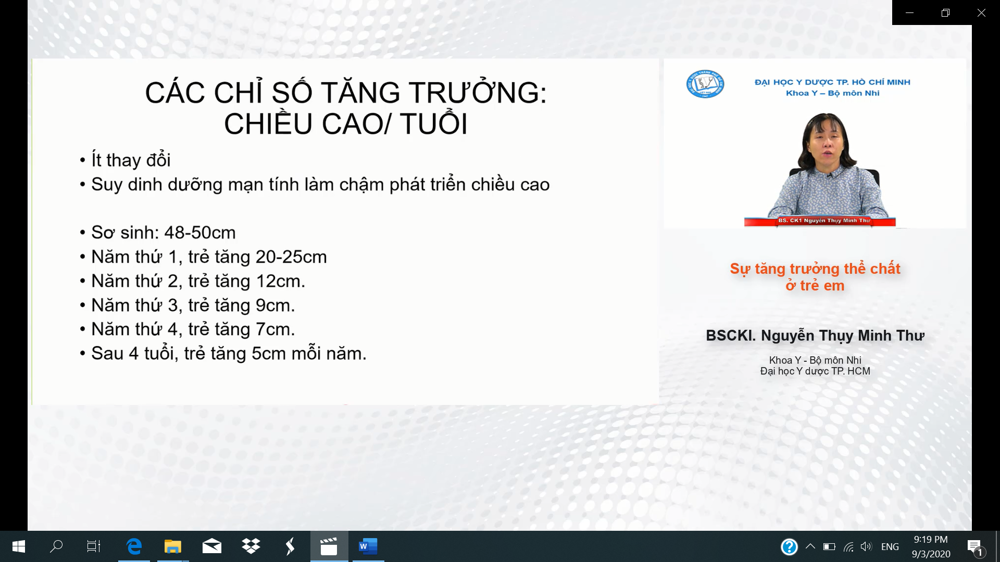 CÁC CHỈ SỐ TĂNG TRƯỞNG:
CHIỀU CAO/ TUỔI
• Ít thay đổi
• Suy dinh dưỡng mạn tính làm chậm phát triển chiều cao
• Sơ sinh: 48-50cm
• Năm thứ 1, trẻ tăng 20-25cm
• Năm thứ 2, trẻ tăng 12cm.
• Năm thứ 3, trẻ tăng 9cm.
• Năm thứ 4, trẻ tăng 7cm.
• Sau 4 tuổi, trẻ tăng 5cm mỗi năm.
ĐẠI HỌC Y DƯỢC TP. HỒ CHÍ MINH
Khoa Y – Bộ môn Nhi
BS. CK1 Nguyễn Thụy Minh Thư
Sự tăng trưởng thể chất
ở trẻ em
BSCKI. Nguyễn Thụy Minh Thư
Khoa Y - Bộ môn Nhi
Đại học Y dược TP. HCM
W
ENG
9:19 PM
9/3/2020
1